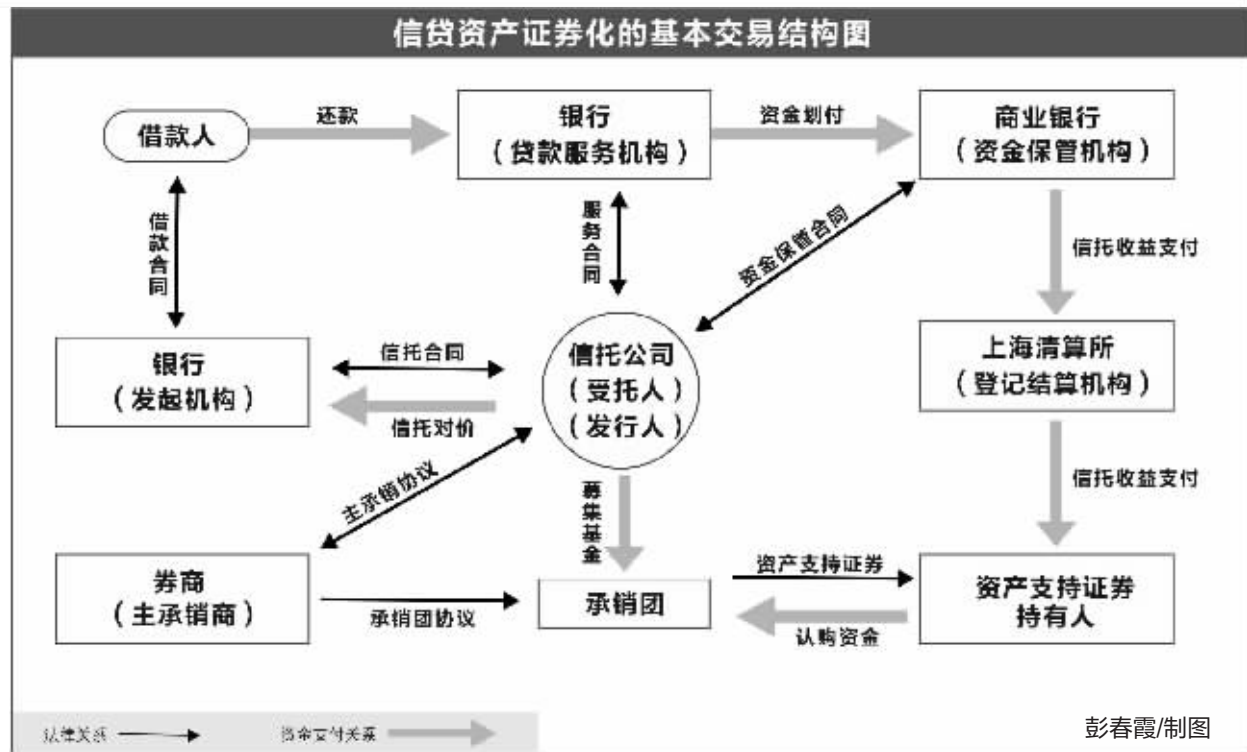 信贷资产证券化的基本交易结构图
借款人
还款
银行
（贷款服务机构）
资金划付
商业银行
（资金保管机构）
借款合同
服务合同
资金保管合同
信托收益支付
银行
（发起机构）
信托合同
信托对价
信托公司
（受托人）
（发行人）
上海清算所
（登记结算机构）
主承销协议
募集基金
信托收益支付
券商
（主承销商）
承销团协议
承销团
资产支持证券
认购资金
资产支持证券
持有人
法律关系
资金支付关系
彭春霞/制图